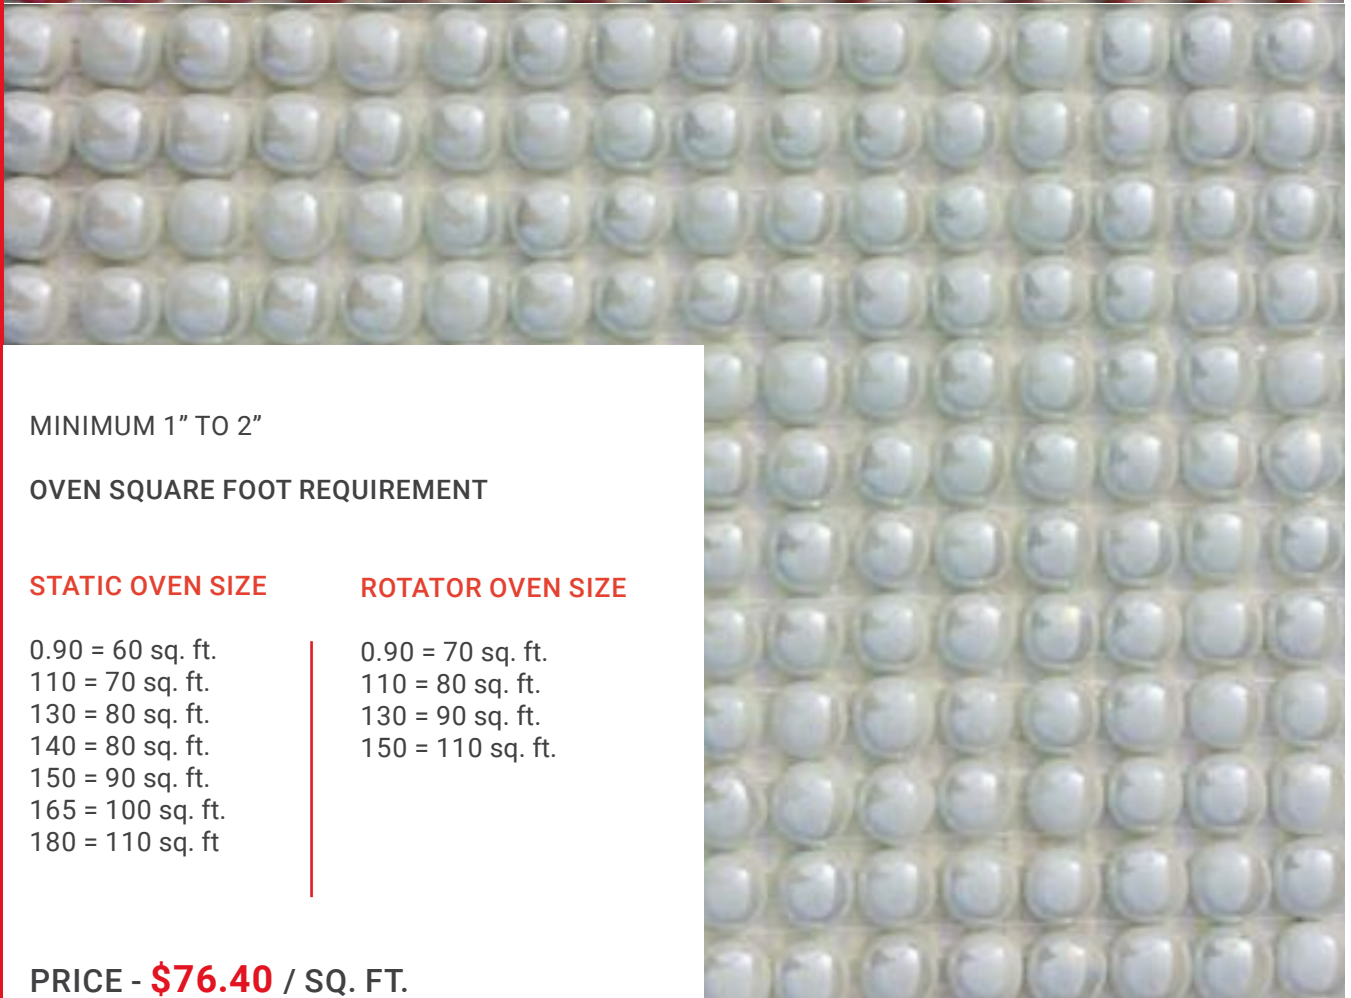 MINIMUM 1” TO 2”
OVEN SQUARE FOOT REQUIREMENT
STATIC OVEN SIZE
0.90 = 60 sq. ft.
110 = 70 sq. ft.
130 = 80 sq. ft.
140 = 80 sq. ft.
150 = 90 sq. ft.
165 = 100 sq. ft.
180 = 110 sq. ft
ROTATOR OVEN SIZE
0.90 = 70 sq. ft.
110 = 80 sq. ft.
130 = 90 sq. ft.
150 = 110 sq. ft.
PRICE - $76.40 / SQ. FT.